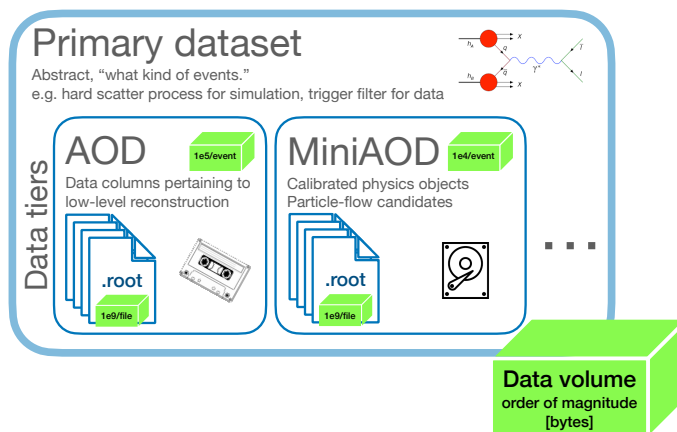 Primary dataset
Abstract, “what kind of events.”
e.g. hard scatter process for simulation, trigger filter for data
hA
q
X
γ*
l
q̄
hB
X
l
Data tiers
AOD
1e5/event
Data columns pertaining to
low-level reconstruction
.root
1e9/file
MiniAOD
1e4/event
Calibrated physics objects
Particle-flow candidates
.root
1e9/file
Data volume
order of magnitude
[bytes]